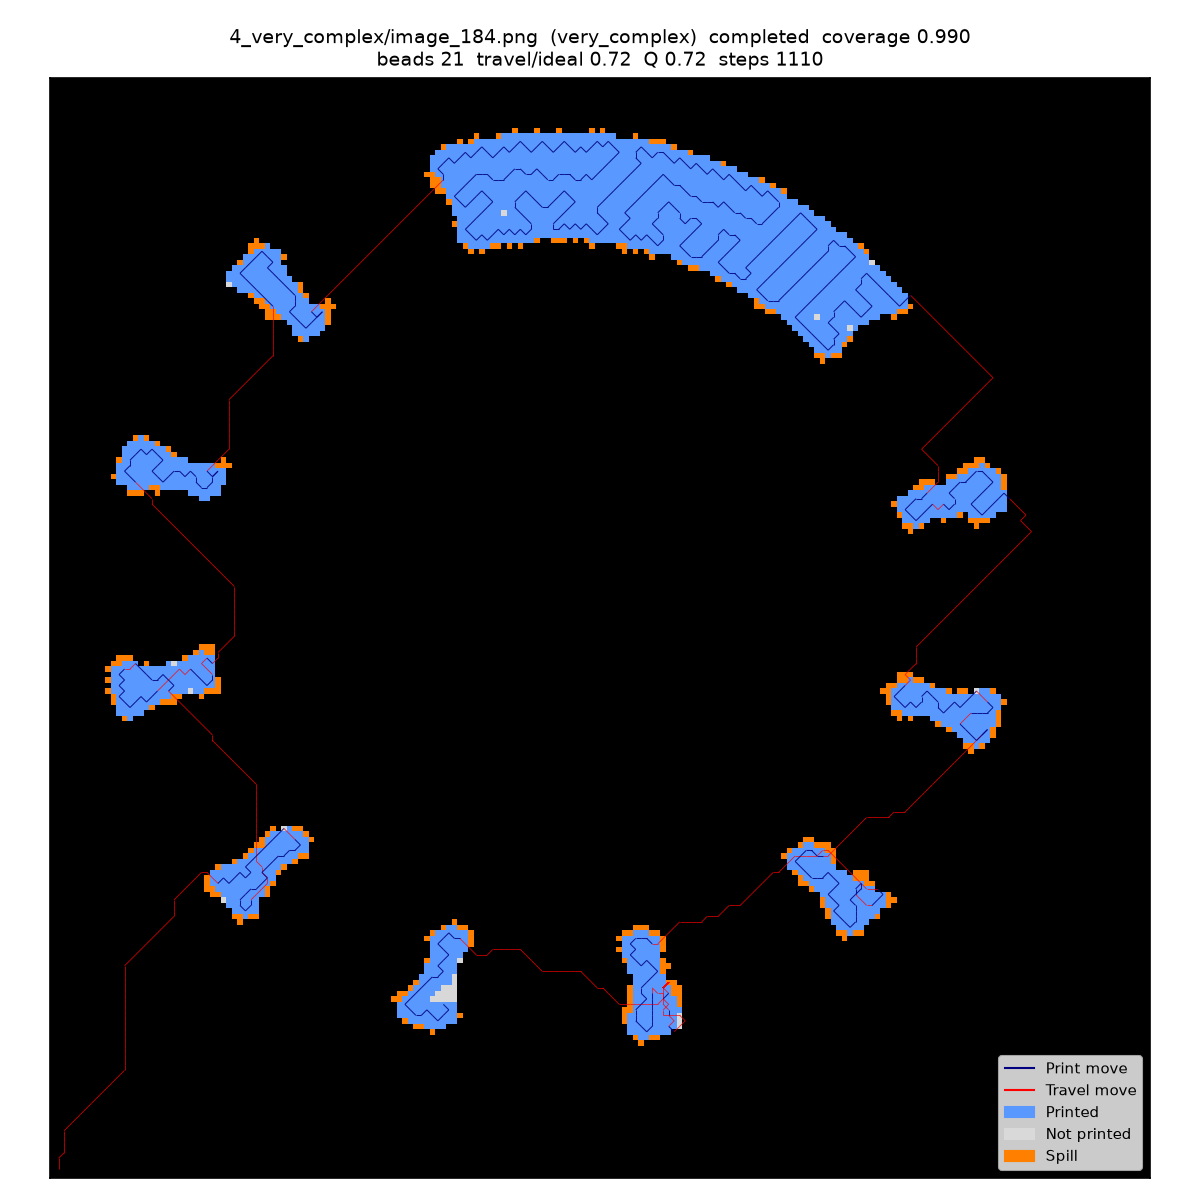 4_very_complex/image_184.png  (very_complex)  completed  coverage 0.990
beads 21  travel/ideal 0.72  Q 0.72  steps 1110
Print move
Travel move
Printed
Not printed
Spill